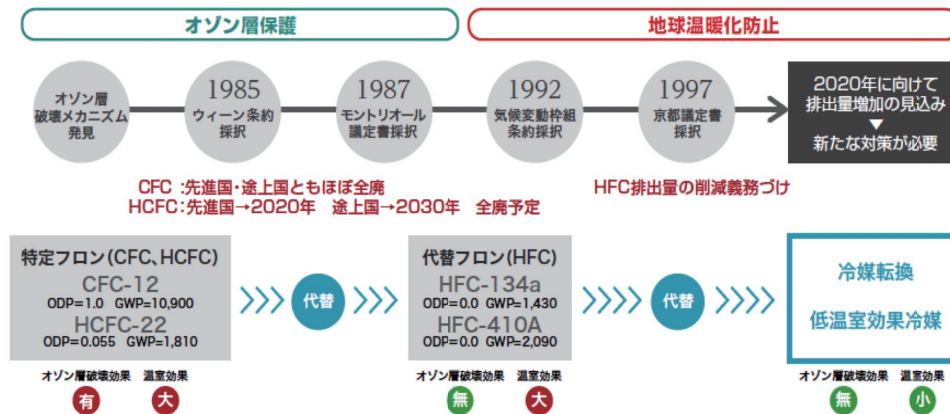 オゾン層保護
地球温暖化防止
オゾン層
破壊メカニズム
発見
1985
ウィーン条約
採択
1987
モントリオール
議定書採択
1992
気候変動枠組
条約採択
1997
京都議定書
採択
2020年に向けて
排出量増加の見込み
▼
新たな対策が必要
CFC :先進国・途上国ともほぼ全廃
HCFC:先進国→2020年 途上国→2030年 全廃予定
HFC排出量の削減義務づけ
特定フロン(CFC、HCFC)
CFC-12
ODP=1.0 GWP=10,900
HCFC-22
ODP=0.055 GWP=1,810
代替
代替フロン(HFC)
HFC-134a
ODP=0.0 GWP=1,430
HFC-410A
ODP=0.0 GWP=2,090
代替
冷媒転換
低温室効果冷媒
オゾン層破壊効果 温室効果
有 大
オゾン層破壊効果 温室効果
無 大
オゾン層破壊効果 温室効果
無 小